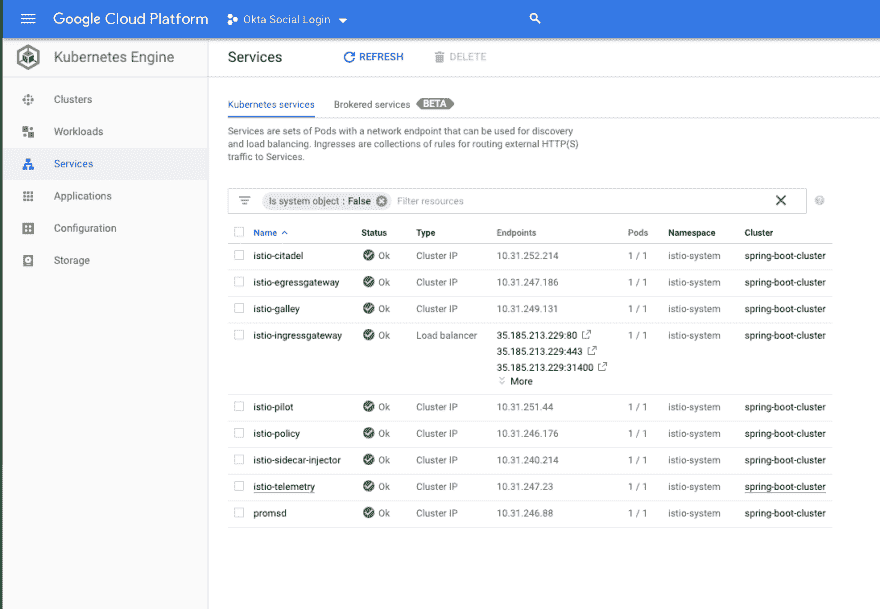 Google Cloud Platform Okta Social Login
Kubernetes Engine
Services REFRESH DELETE
Clusters
Workloads
Services
Applications
Configuration
Storage
Kubernetes services Brokered services BETA
Services are sets of Pods with a network endpoint that can be used for discovery
and load balancing. Ingresses are collections of rules for routing external HTTP(S)
traffic to Services.
Is system object : False Filter resources
Name Status Type Endpoints Pods Namespace Cluster
istio-citadel Ok Cluster IP 10.31.252.214 1 / 1 istio-system spring-boot-cluster
istio-egressgateway Ok Cluster IP 10.31.247.186 1 / 1 istio-system spring-boot-cluster
istio-galley Ok Cluster IP 10.31.249.131 1 / 1 istio-system spring-boot-cluster
istio-ingressgateway Ok Load balancer 35.185.213.229:80 1 / 1 istio-system spring-boot-cluster
35.185.213.229:443
35.185.213.229:31400
More
istio-pilot Ok Cluster IP 10.31.251.44 1 / 1 istio-system spring-boot-cluster
istio-policy Ok Cluster IP 10.31.246.176 1 / 1 istio-system spring-boot-cluster
istio-sidecar-injector Ok Cluster IP 10.31.240.214 1 / 1 istio-system spring-boot-cluster
istio-telemetry Ok Cluster IP 10.31.247.23 1 / 1 istio-system spring-boot-cluster
promsd Ok Cluster IP 10.31.246.88 1 / 1 istio-system spring-boot-cluster